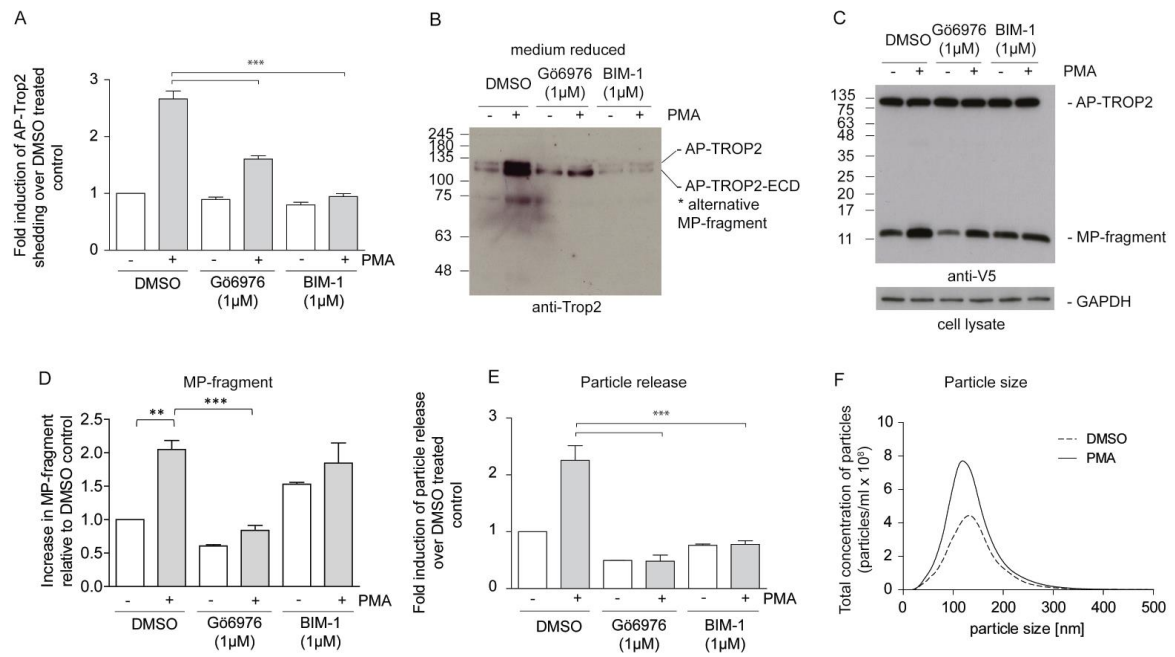 A
Fold induction of AP-Trop2
shedding over DMSO treated
control
3
2
1
0
***
- + - + - + PMA
DMSO Gö6976 BIM-1
(1µM) (1µM)
B
medium reduced
DMSO Gö6976 BIM-1
(1µM) (1µM)
- + - + - + PMA
245
180
135
100
75
63
48
- AP-TROP2
- AP-TROP2-ECD
* alternative
MP-fragment
anti-Trop2
C
DMSO Gö6976 BIM-1
(1µM) (1µM)
- + - + - + PMA
135
75
63
48
35
25
20
17
11
- AP-TROP2
- MP-fragment
anti-V5
- GAPDH
cell lysate
D
MP-fragment
Increase in MP-fragment
relative to DMSO control
2.5
2.0
1.5
1.0
0.5
0.0
** ***
- + - + - + PMA
DMSO Gö6976 BIM-1
(1µM) (1µM)
E
Particle release
Fold induction of particle release
over DMSO treated
control
3
2
1
0
***
- + - + - + PMA
DMSO Gö6976 BIM-1
(1µM) (1µM)
F
Particle size
Total concentration of particles
(particles/ml x 10⁸)
10
8
6
4
2
0
DMSO
PMA
0 100 200 300 400 500
particle size [nm]